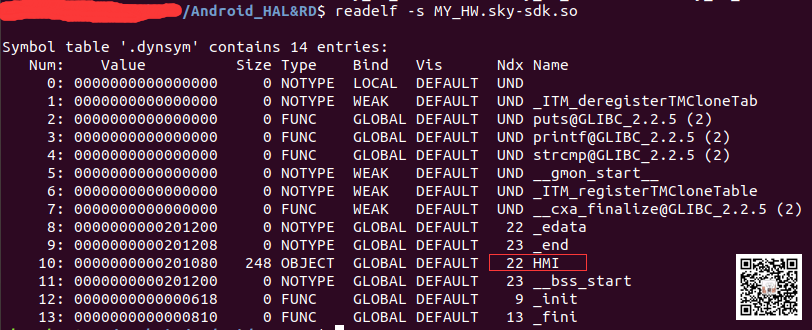 /Android_HAL&RD$ readelf -s MY_HW.sky-sdk.so
Symbol table '.dynsym' contains 14 entries:
Num: Value Size Type Bind Vis Ndx Name
0: 0000000000000000 0 NOTYPE LOCAL DEFAULT UND
1: 0000000000000000 0 NOTYPE WEAK DEFAULT UND _ITM_deregisterTMCloneTab
2: 0000000000000000 0 FUNC GLOBAL DEFAULT UND puts@GLIBC_2.2.5 (2)
3: 0000000000000000 0 FUNC GLOBAL DEFAULT UND printf@GLIBC_2.2.5 (2)
4: 0000000000000000 0 FUNC GLOBAL DEFAULT UND strcmp@GLIBC_2.2.5 (2)
5: 0000000000000000 0 NOTYPE WEAK DEFAULT UND __gmon_start__
6: 0000000000000000 0 NOTYPE WEAK DEFAULT UND _ITM_registerTMCloneTable
7: 0000000000000000 0 FUNC WEAK DEFAULT UND __cxa_finalize@GLIBC_2.2.5 (2)
8: 0000000000201200 0 NOTYPE GLOBAL DEFAULT 22 _edata
9: 0000000000201208 0 NOTYPE GLOBAL DEFAULT 23 _end
10: 0000000000201080 248 OBJECT GLOBAL DEFAULT 22 HMI
11: 0000000000201200 0 NOTYPE GLOBAL DEFAULT 23 __bss_start
12: 0000000000000618 0 FUNC GLOBAL DEFAULT 9 _init
13: 0000000000000810 0 FUNC GLOBAL DEFAULT 13 _fini